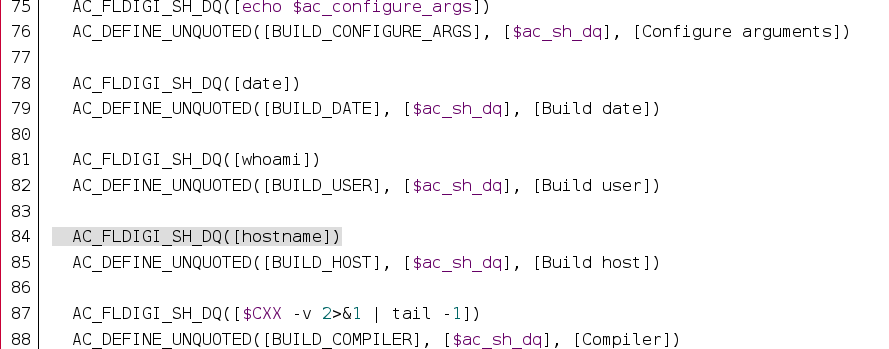 75 AC_FLDIGI_SH_DQ([echo $ac_configure_args])
76 AC_DEFINE_UNQUOTED([BUILD_CONFIGURE_ARGS], [$ac_sh_dq], [Configure arguments])
77
78 AC_FLDIGI_SH_DQ([date])
79 AC_DEFINE_UNQUOTED([BUILD_DATE], [$ac_sh_dq], [Build date])
80
81 AC_FLDIGI_SH_DQ([whoami])
82 AC_DEFINE_UNQUOTED([BUILD_USER], [$ac_sh_dq], [Build user])
83
84 AC_FLDIGI_SH_DQ([hostname])
85 AC_DEFINE_UNQUOTED([BUILD_HOST], [$ac_sh_dq], [Build host])
86
87 AC_FLDIGI_SH_DQ([$CXX -v 2>&1 | tail -1])
88 AC_DEFINE_UNQUOTED([BUILD_COMPILER], [$ac_sh_dq], [Compiler])